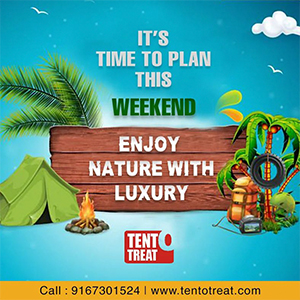 IT'S
TIME TO PLAN
THIS
WEEKEND
ENJOY
NATURE WITH
LUXURY
TENT
TREAT
Call : 9167301524 | www.tentotreat.com